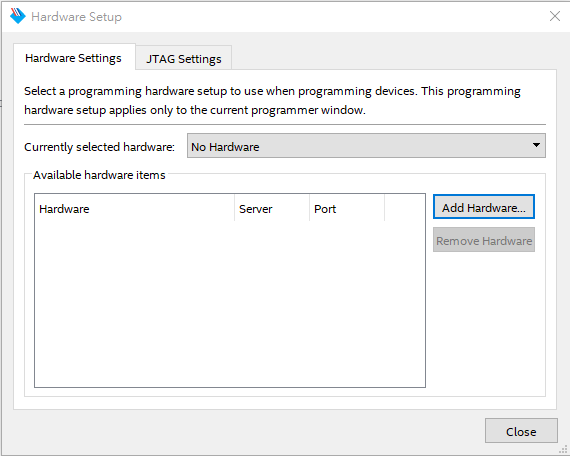 Hardware Setup
Hardware Settings
JTAG Settings
Select a programming hardware setup to use when programming devices. This programming
hardware setup applies only to the current programmer window.
Currently selected hardware:
No Hardware
Available hardware items
Hardware
Server
Port
Add Hardware...
Remove Hardware
Close